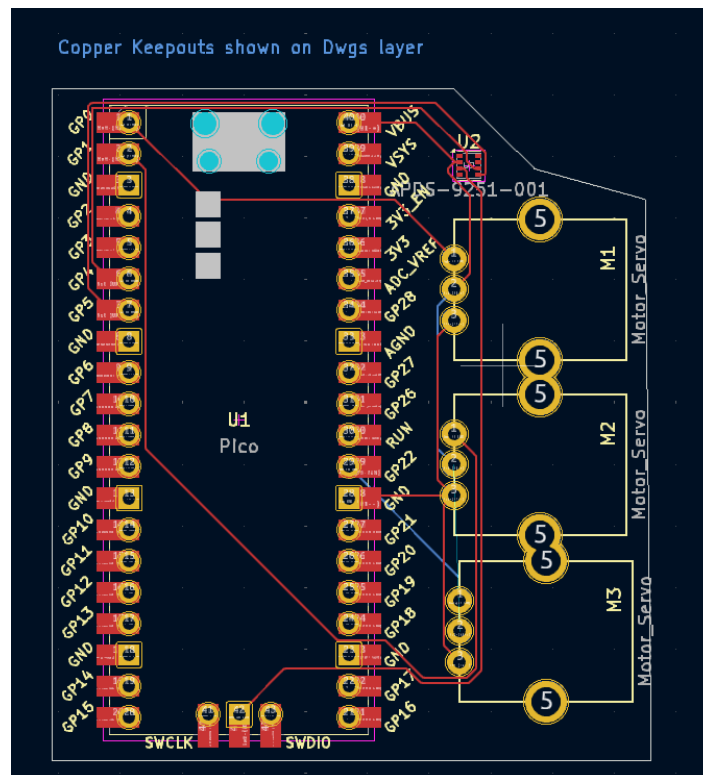 Copper Keepouts shown on Dwgs layer
GP0
GP1
GND
GP2
GP3
GP4
GP5
GND
GP6
GP7
GP8
GP9
GND
GP10
GP11
GP12
GP13
GND
GP14
GP15
VBUS
VSYS
GND
3V3_EN
3V3
ADC_VREF
GP28
AGND
GP27
GP26
RUN
GP22
GND
GP21
GP20
GP19
GP18
GND
GP17
GP16
U1
Pico
SWCLK
SWDIO
U2
APDS-9251-001
5
M1
Motor_Servo
5
5
M2
Motor_Servo
5
5
M3
Motor_Servo
5